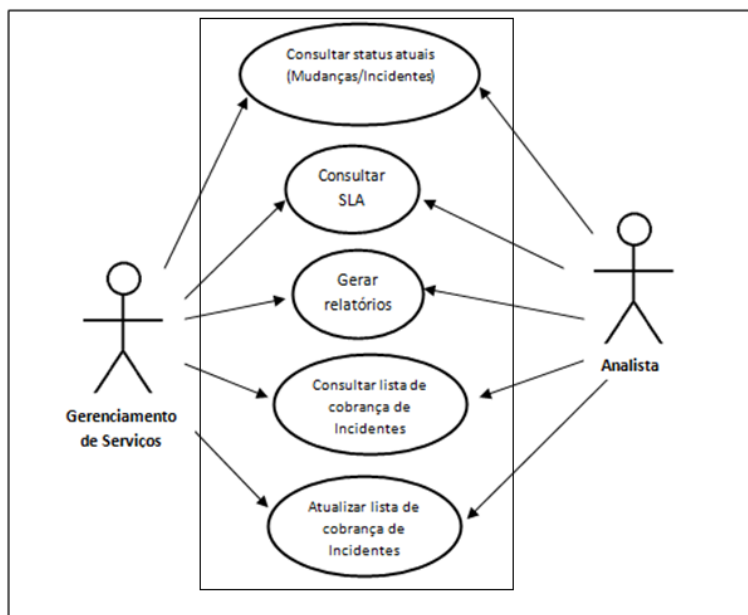 Consultar status atuais
(Mudanças/Incidentes)
Consultar
SLA
Gerar
relatórios
Consultar lista de
cobrança de
Incidentes
Atualizar lista de
cobrança de
Incidentes
Gerenciamento
de Serviços
Analista